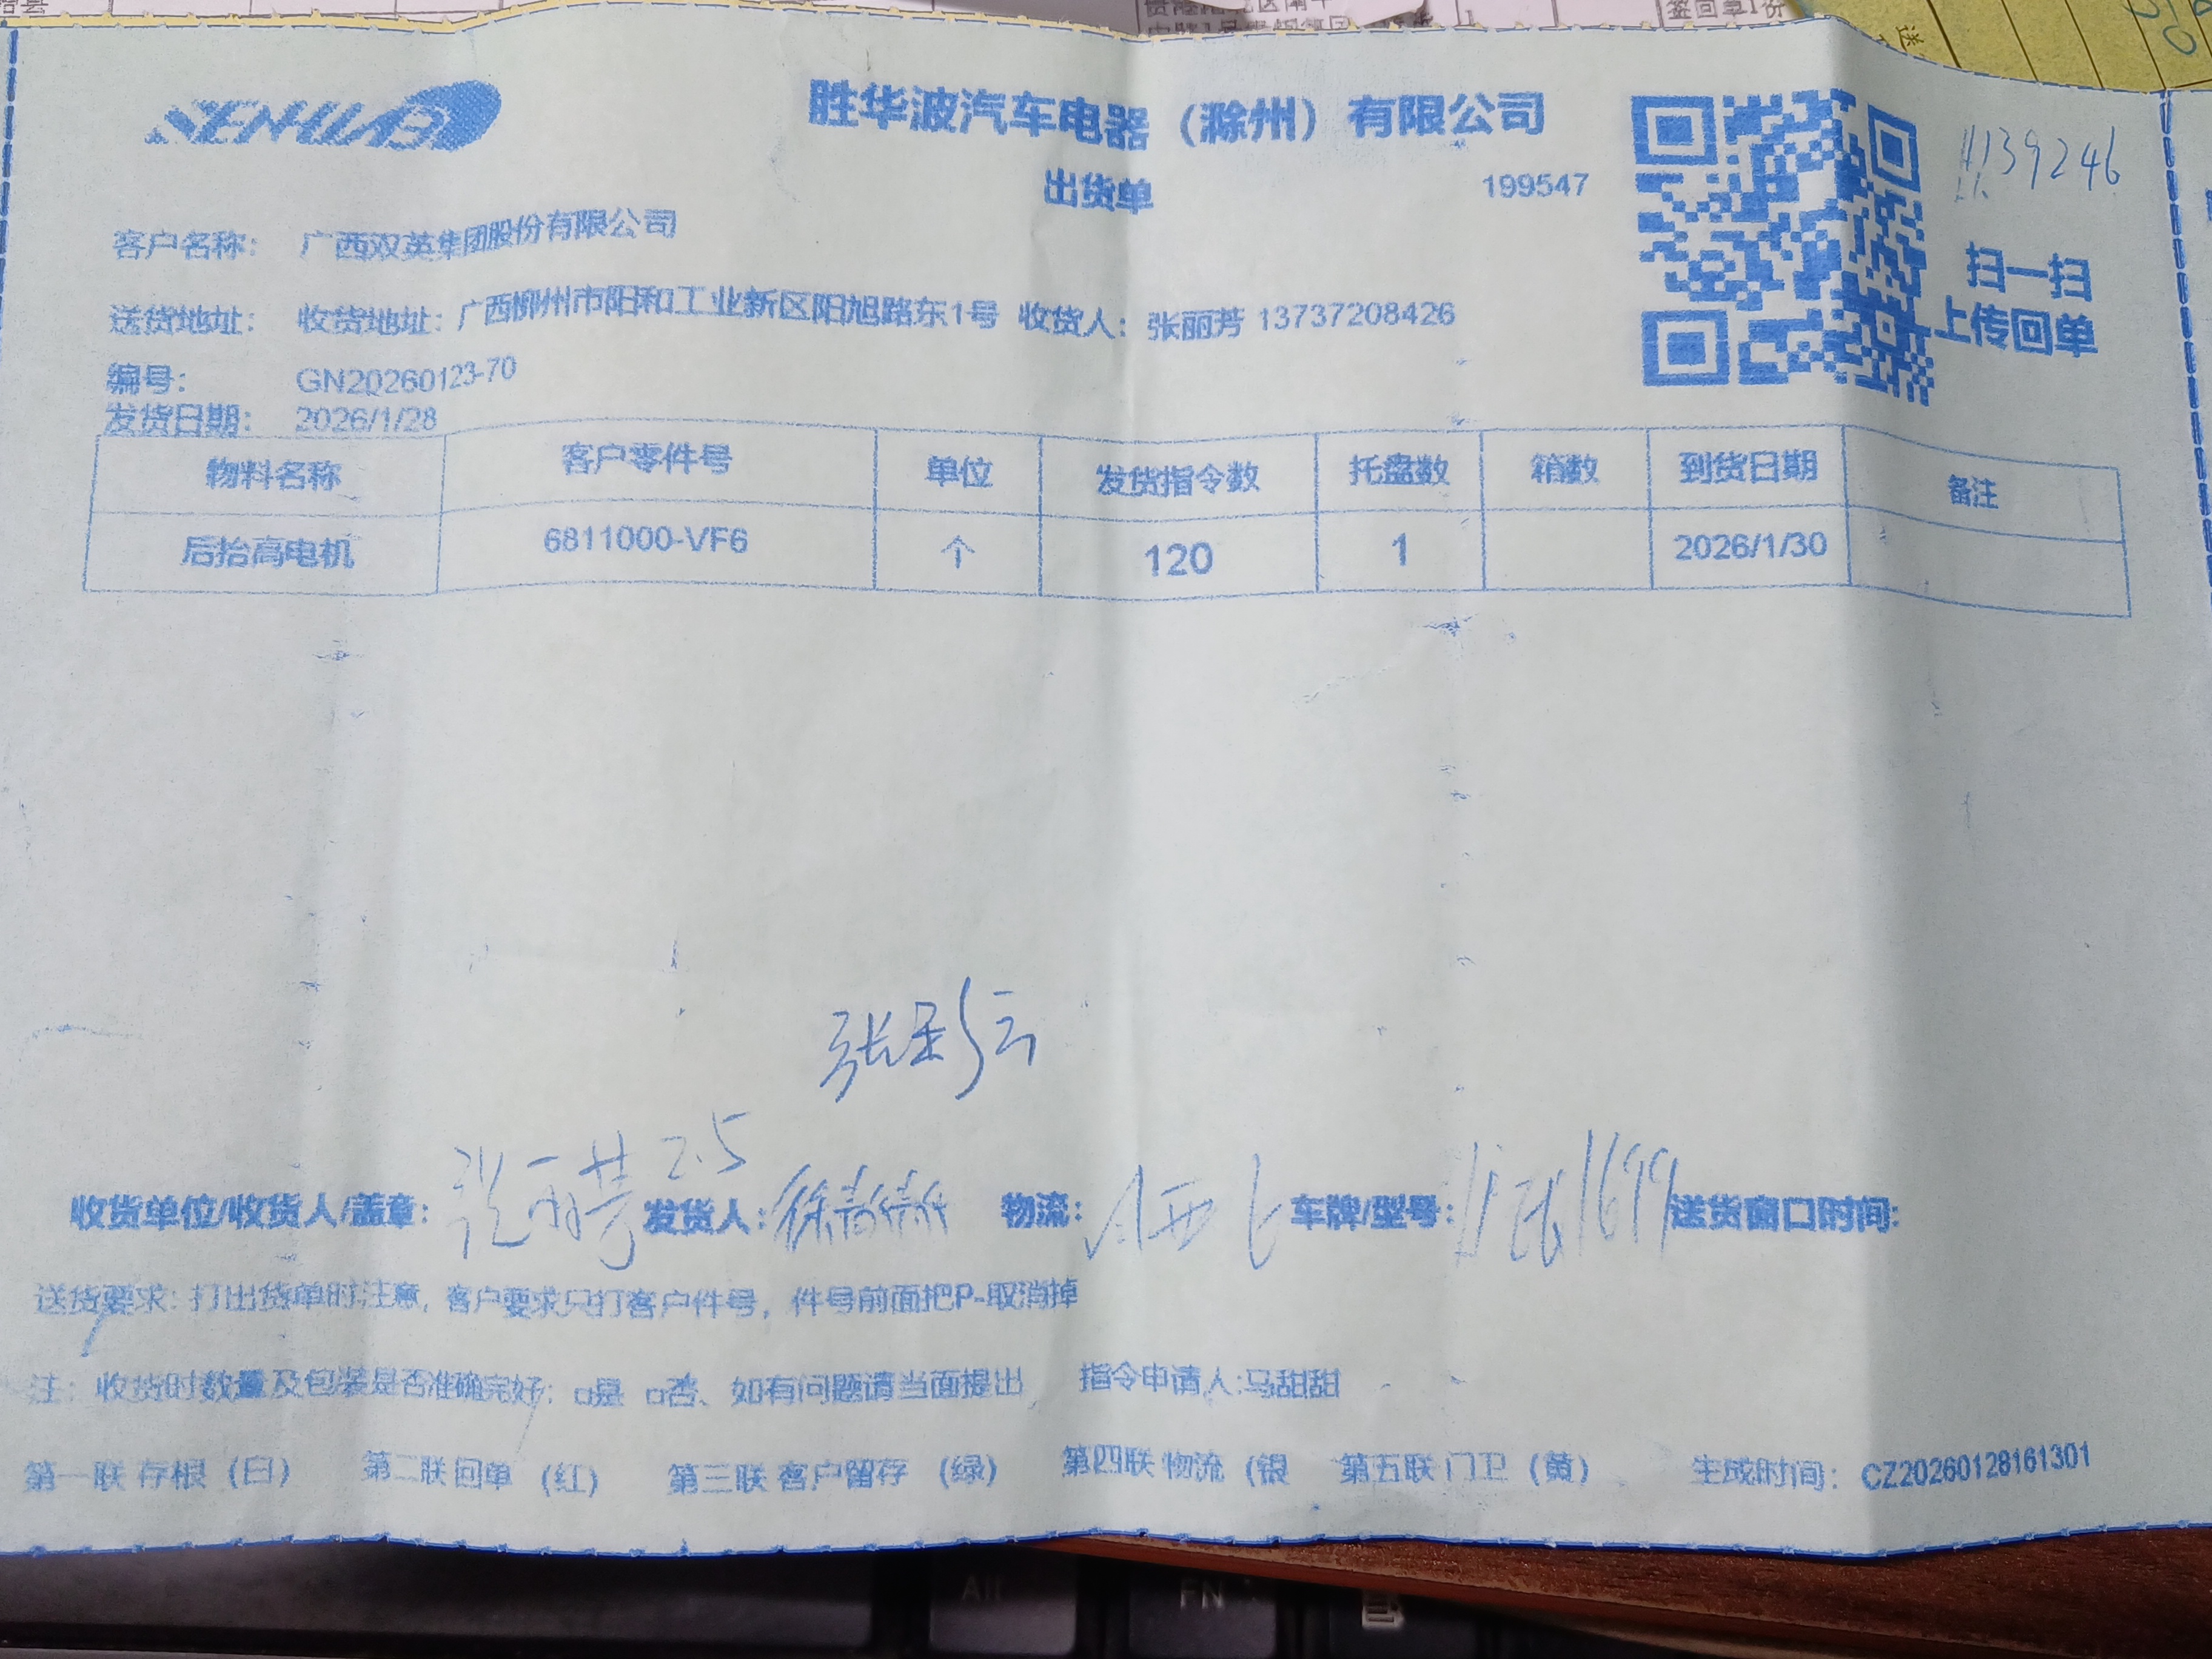 SENHUABO
胜华波汽车电器（滁州）有限公司
出货单
199547
139246
扫一扫
上传回单
客户名称： 广西双英集团股份有限公司
送货地址： 收货地址：广西柳州市阳和工业新区阳旭路东1号 收货人：张丽芳 13737208426
编号： GN20260123-70
发货日期： 2026/1/28
物料名称 客户零件号 单位 发货指令数 托盘数 箱数 到货日期 备注
后抬高电机 6811000-VF6 个 120 1 2026/1/30
2.5
收货单位/收货人/盖章： 发货人： 物流： 车牌/型号： 送货窗口时间:
送货要求：打出货单时注意，客户要求只打客户件号，件号前面把P-取消掉
注：收货时数量及包装是否准确完好：□是 □否、如有问题请当面提出 指令申请人:马甜甜
第一联 存根（白） 第二联 回单（红） 第三联 客户留存（绿） 第四联 物流（银 第五联 门卫（黄） 生成时间： CZ20260128161301
FN